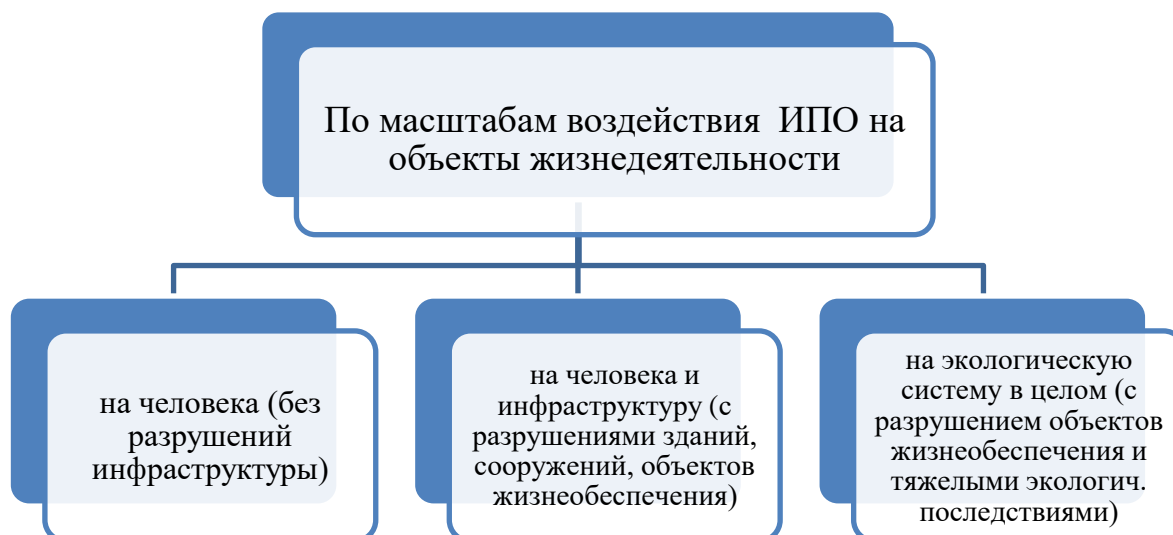 По масштабам воздействия ИПО на
объекты жизнедеятельности
на человека (без
разрушений
инфраструктуры)
на человека и
инфраструктуру (с
разрушениями зданий,
сооружений, объектов
жизнеобеспечения)
на экологическую
систему в целом (с
разрушением объектов
жизнеобеспечения и
тяжелыми экологич.
последствиями)